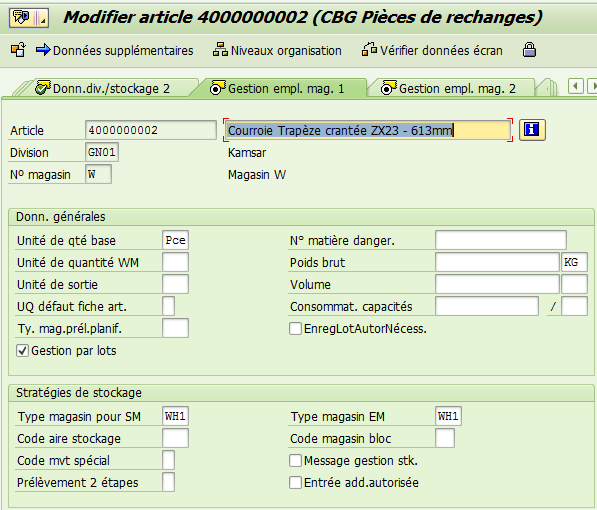 Modifier article 4000000002 (CBG Pièces de rechanges)
Données supplémentaires Niveaux organisation Vérifier données écran
Donn.div./stockage 2 Gestion empl. mag. 1 Gestion empl. mag. 2
Article 4000000002 Courroie Trapèze crantée ZX23 - 613mm
Division GN01 Kamsar
Nº magasin W Magasin W
Donn. générales
Unité de qté base Pce N° matière danger.
Unité de quantité WM Poids brut KG
Unité de sortie Volume
UQ défaut fiche art. Consommat. capacités /
Ty. mag.prél.planif. EnregLotAutorNécess.
Gestion par lots
Stratégies de stockage
Type magasin pour SM WH1 Type magasin EM WH1
Code aire stockage Code magasin bloc
Code mvt spécial Message gestion stk.
Prélèvement 2 étapes Entrée add.autorisée